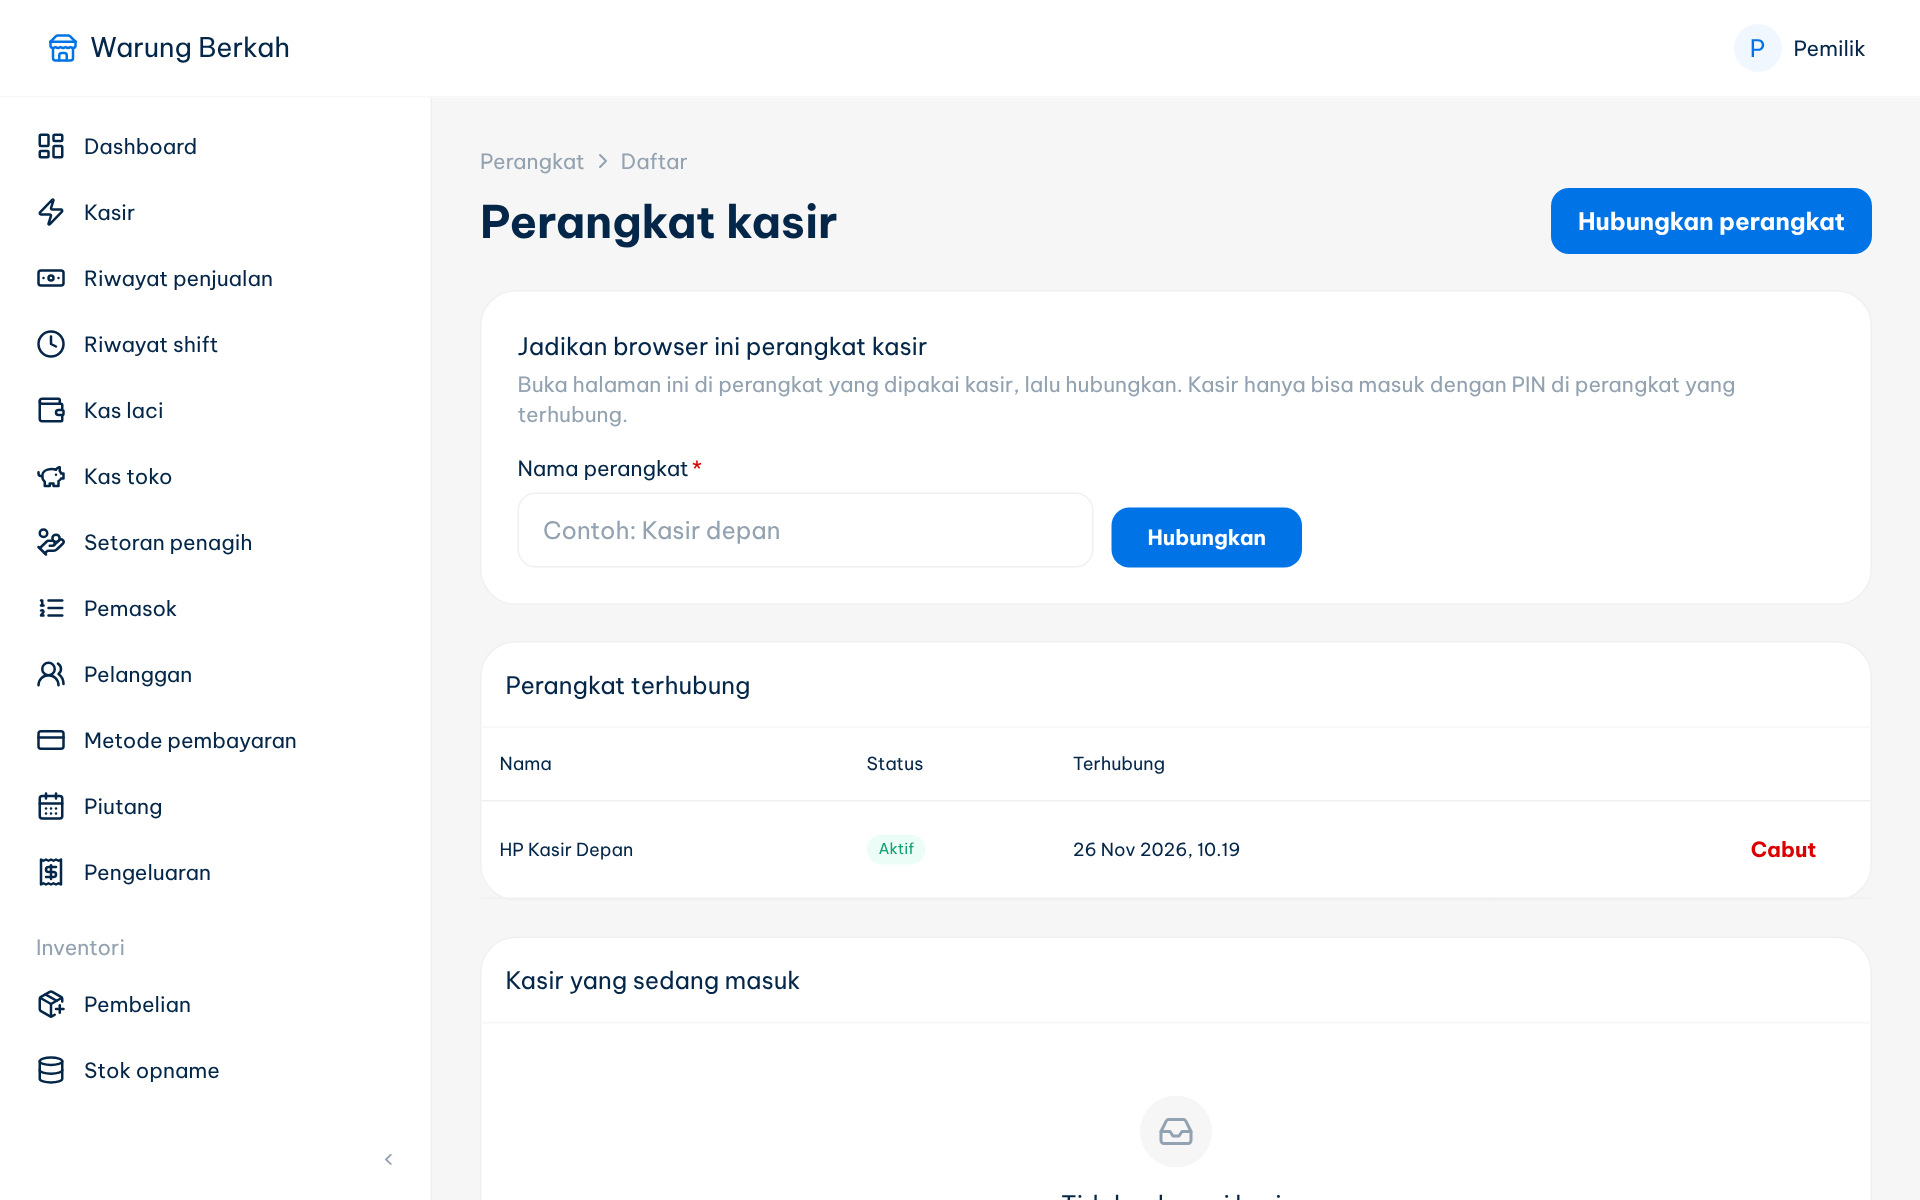 Warung Berkah
P
Pemilik
Dashboard
Kasir
Riwayat penjualan
Riwayat shift
Kas laci
Kas toko
Setoran penagih
Pemasok
Pelanggan
Metode pembayaran
Piutang
Pengeluaran
Inventori
Pembelian
Stok opname
Perangkat > Daftar
Perangkat kasir
Hubungkan perangkat
Jadikan browser ini perangkat kasir
Buka halaman ini di perangkat yang dipakai kasir, lalu hubungkan. Kasir hanya bisa masuk dengan PIN di perangkat yang
terhubung.
Nama perangkat*
Contoh: Kasir depan
Hubungkan
Perangkat terhubung
Nama Status Terhubung
HP Kasir Depan Aktif 26 Nov 2026, 10.19 Cabut
Kasir yang sedang masuk